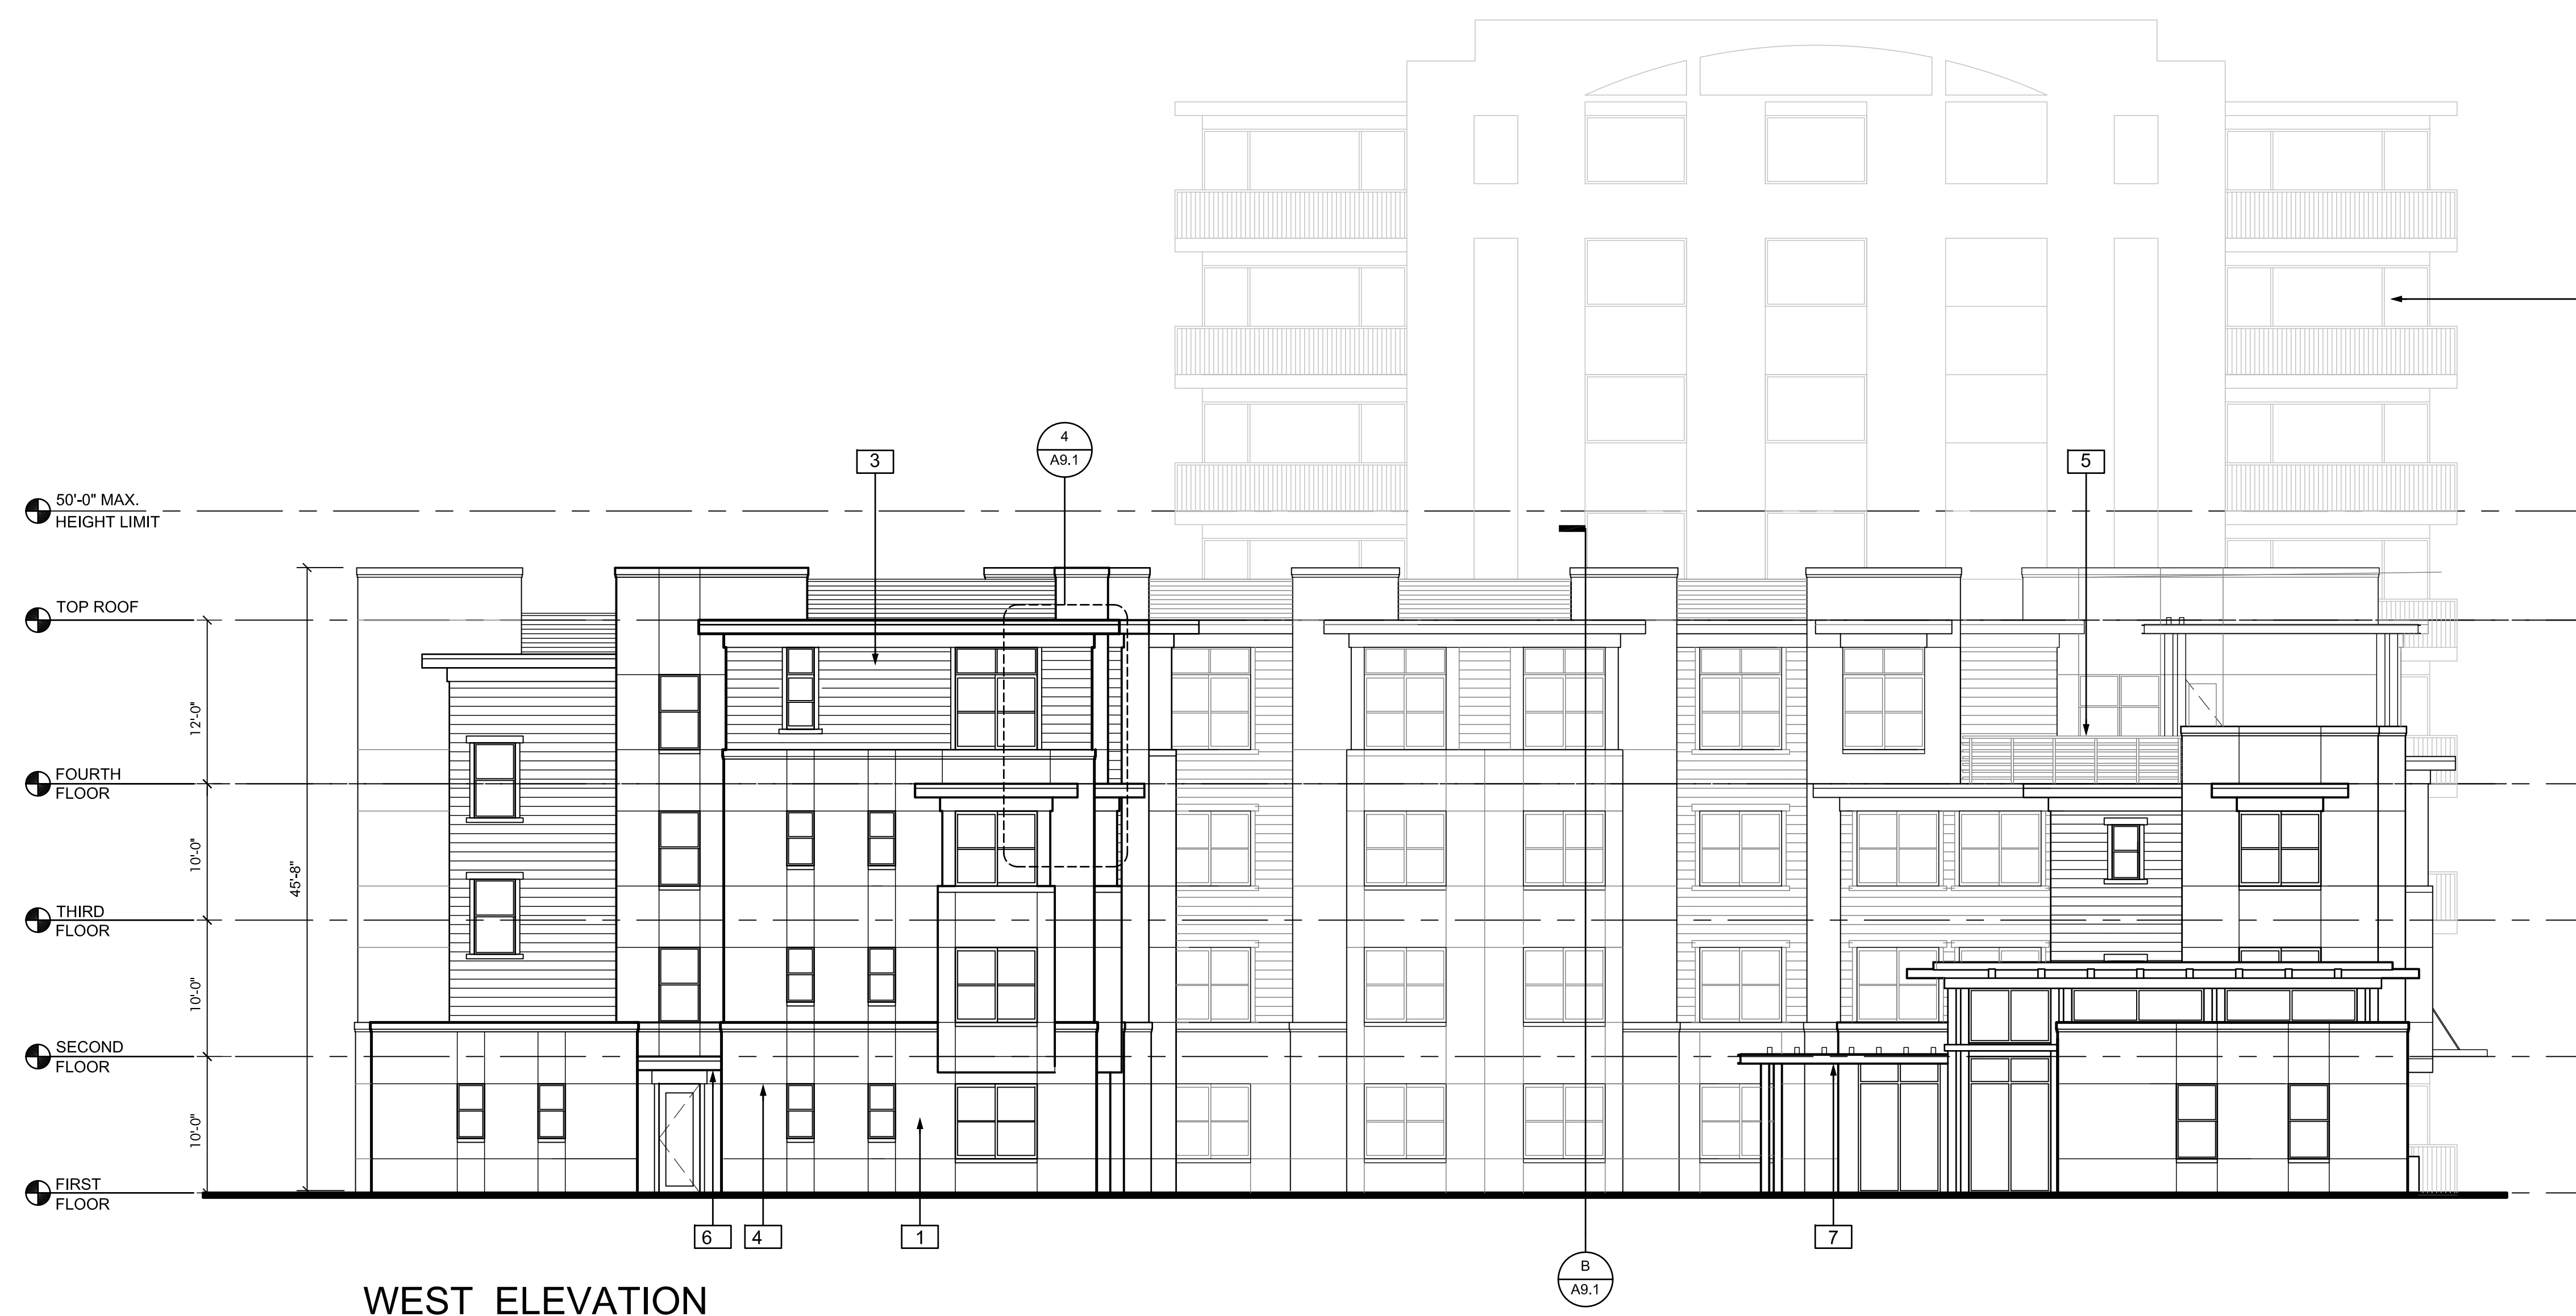 4
A9.1
3
5
50'-0" MAX.
HEIGHT LIMIT
TOP ROOF
12'-0"
FOURTH
FLOOR
10'-0"
45'-8"
THIRD
FLOOR
10'-0"
SECOND
FLOOR
10'-0"
FIRST
FLOOR
6
4
1
7
B
A9.1
WEST ELEVATION